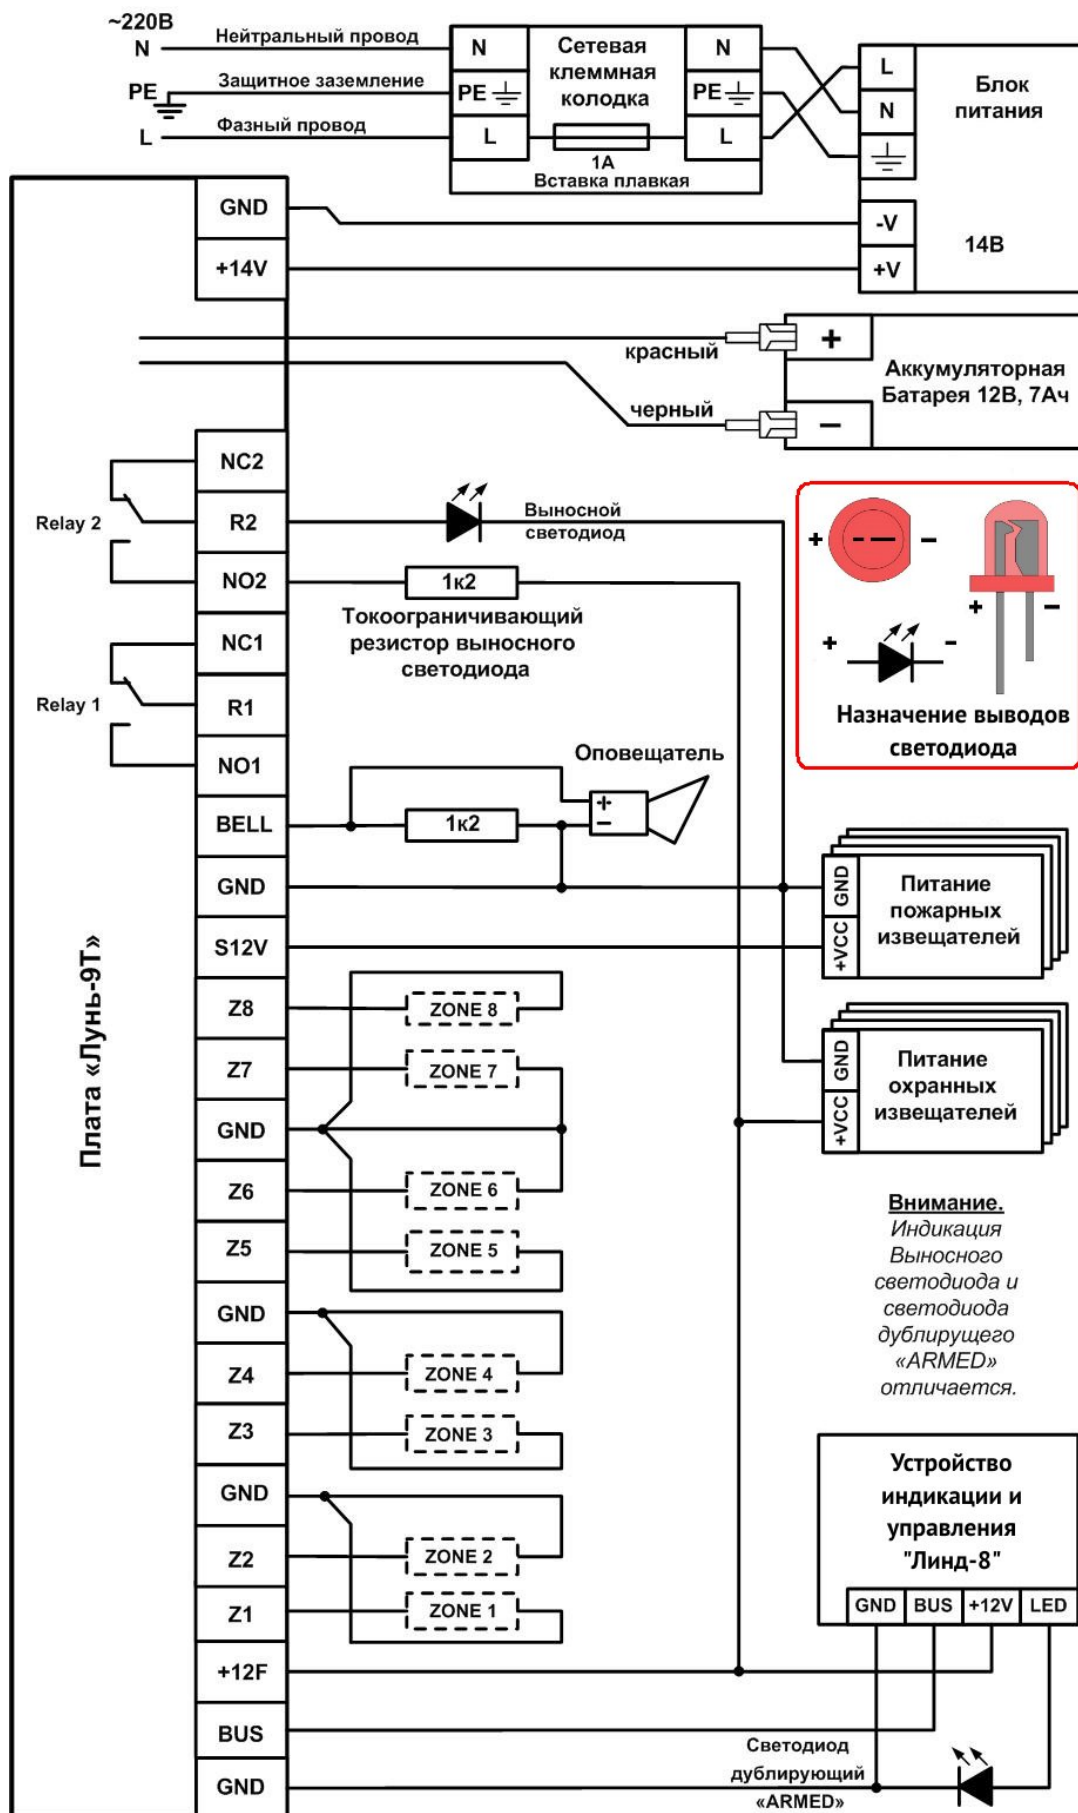 ~220В
N
Нейтральный провод
PE
Защитное заземление
L
Фазный провод
N
PE
L
Сетевая
клеммная
колодка
1А
Вставка плавкая
N
PE
L
L
N
Блок
питания
-V
+V
14В
GND
+14V
красный
черный
+
−
Аккумуляторная
Батарея 12В, 7Ач
NC2
R2
NO2
Relay 2
Выносной
светодиод
1к2
Токоограничивающий
резистор выносного
светодиода
+
− −
−
+
−
+
-
Назначение выводов
светодиода
NC1
R1
NO1
Relay 1
Оповещатель
+
−
BELL
1к2
GND
S12V
GND
+VCC
Питание
пожарных
извещателей
Z8
ZONE 8
Z7
ZONE 7
GND
Z6
ZONE 6
Z5
ZONE 5
GND
+VCC
Питание
охранных
извещателей
Плата «Лунь-9Т»
Внимание.
Индикация
Выносного
светодиода и
светодиода
дублирущего
«ARMED»
отличается.
GND
Z4
ZONE 4
Z3
ZONE 3
GND
Z2
ZONE 2
Z1
ZONE 1
+12F
BUS
GND
Устройство
индикации и
управления
"Линд-8"
GND BUS +12V LED
Светодиод
дублирующий
«ARMED»